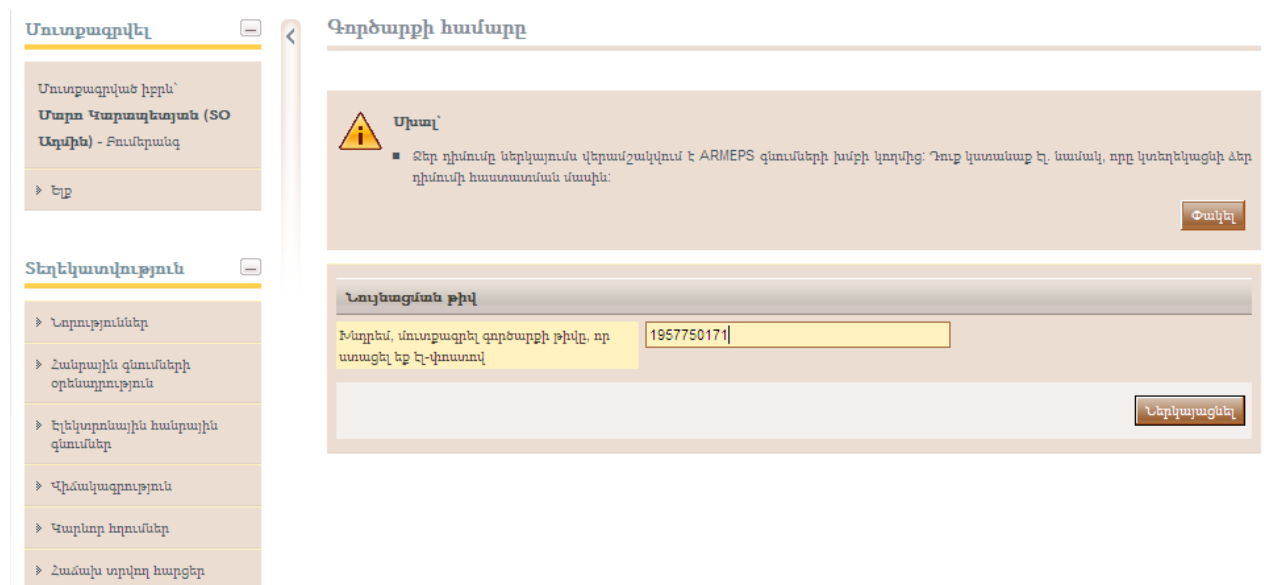 Մուտքագրվել
Մուտքագրված իբրև՝
Մարո Կարապետյան (SO
Ադմին) - Բումերանգ
Ելք
Տեղեկատվություն
Նորություններ
Հանրային գնումների
օրենադրություն
Էլեկտրոնային հանրային
գնումներ
Վիճակագրություն
Կարևոր հղումներ
Հաճախ տրվող հարցեր
Գործարքի համարը
Սխալ՝
Ձեր դիմումը ներկայումս վերամշակվում է ARMEPS գնումների խմբի կողմից: Դուք կստանաք էլ. նամակ, որը կտեղեկացնի ձեր
դիմումի հաստատման մասին:
Փակել
Նույնացման թիվ
Խնդրեմ, մուտքագրել գործարքի թիվը, որ
ստացել եք էլ-փոստով
1957750171
Ներկայացնել